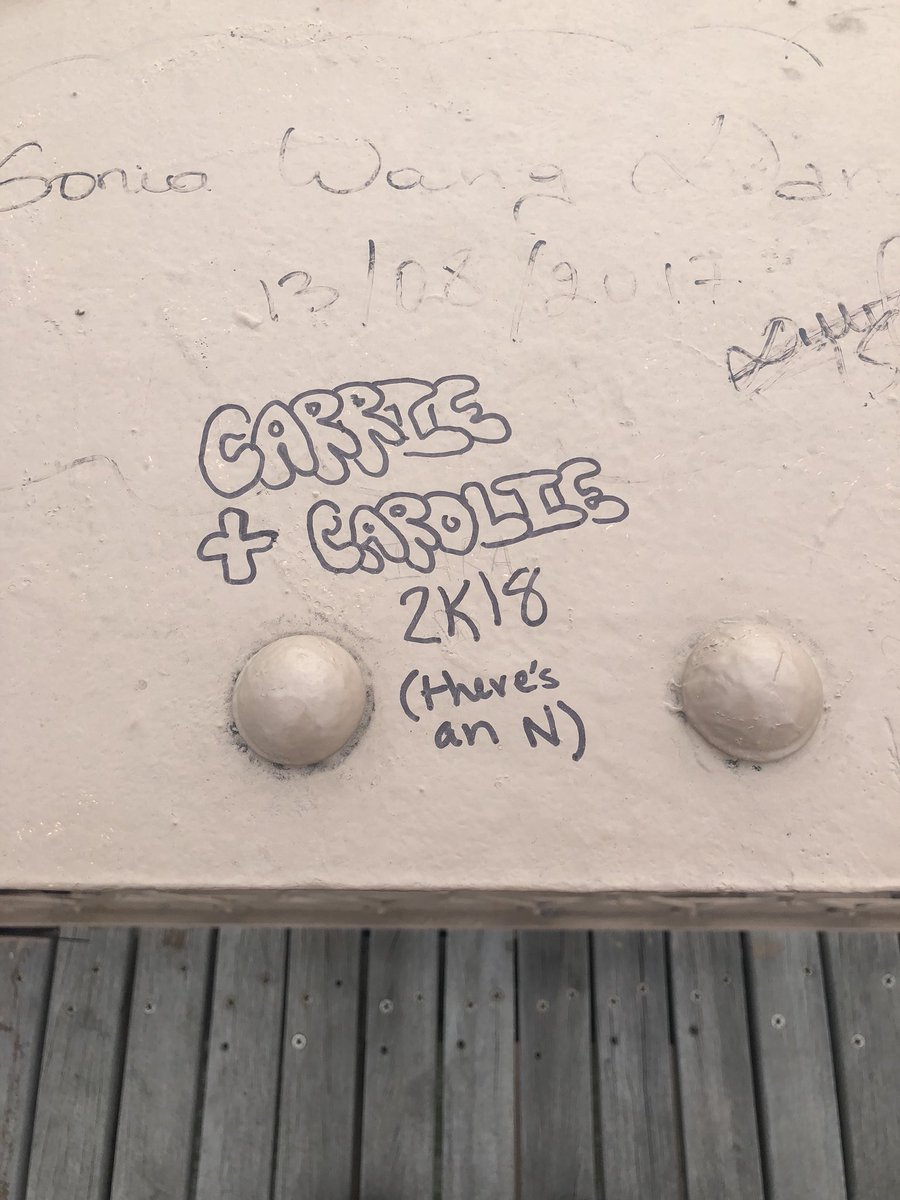 Sonia Wang
13/08/2017
CARRIE
+ CAROLIE
2K18
(there's
an N)